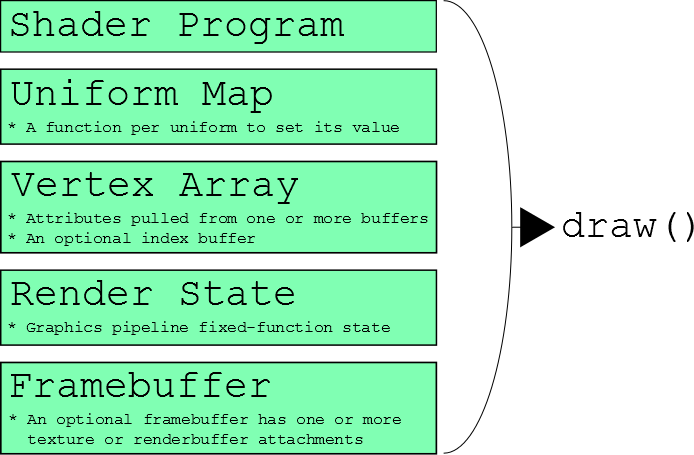 Shader Program
Uniform Map
* A function per uniform to set its value
Vertex Array
* Attributes pulled from one or more buffers
* An optional index buffer
Render State
* Graphics pipeline fixed-function state
Framebuffer
* An optional framebuffer has one or more
texture or renderbuffer attachments
draw()